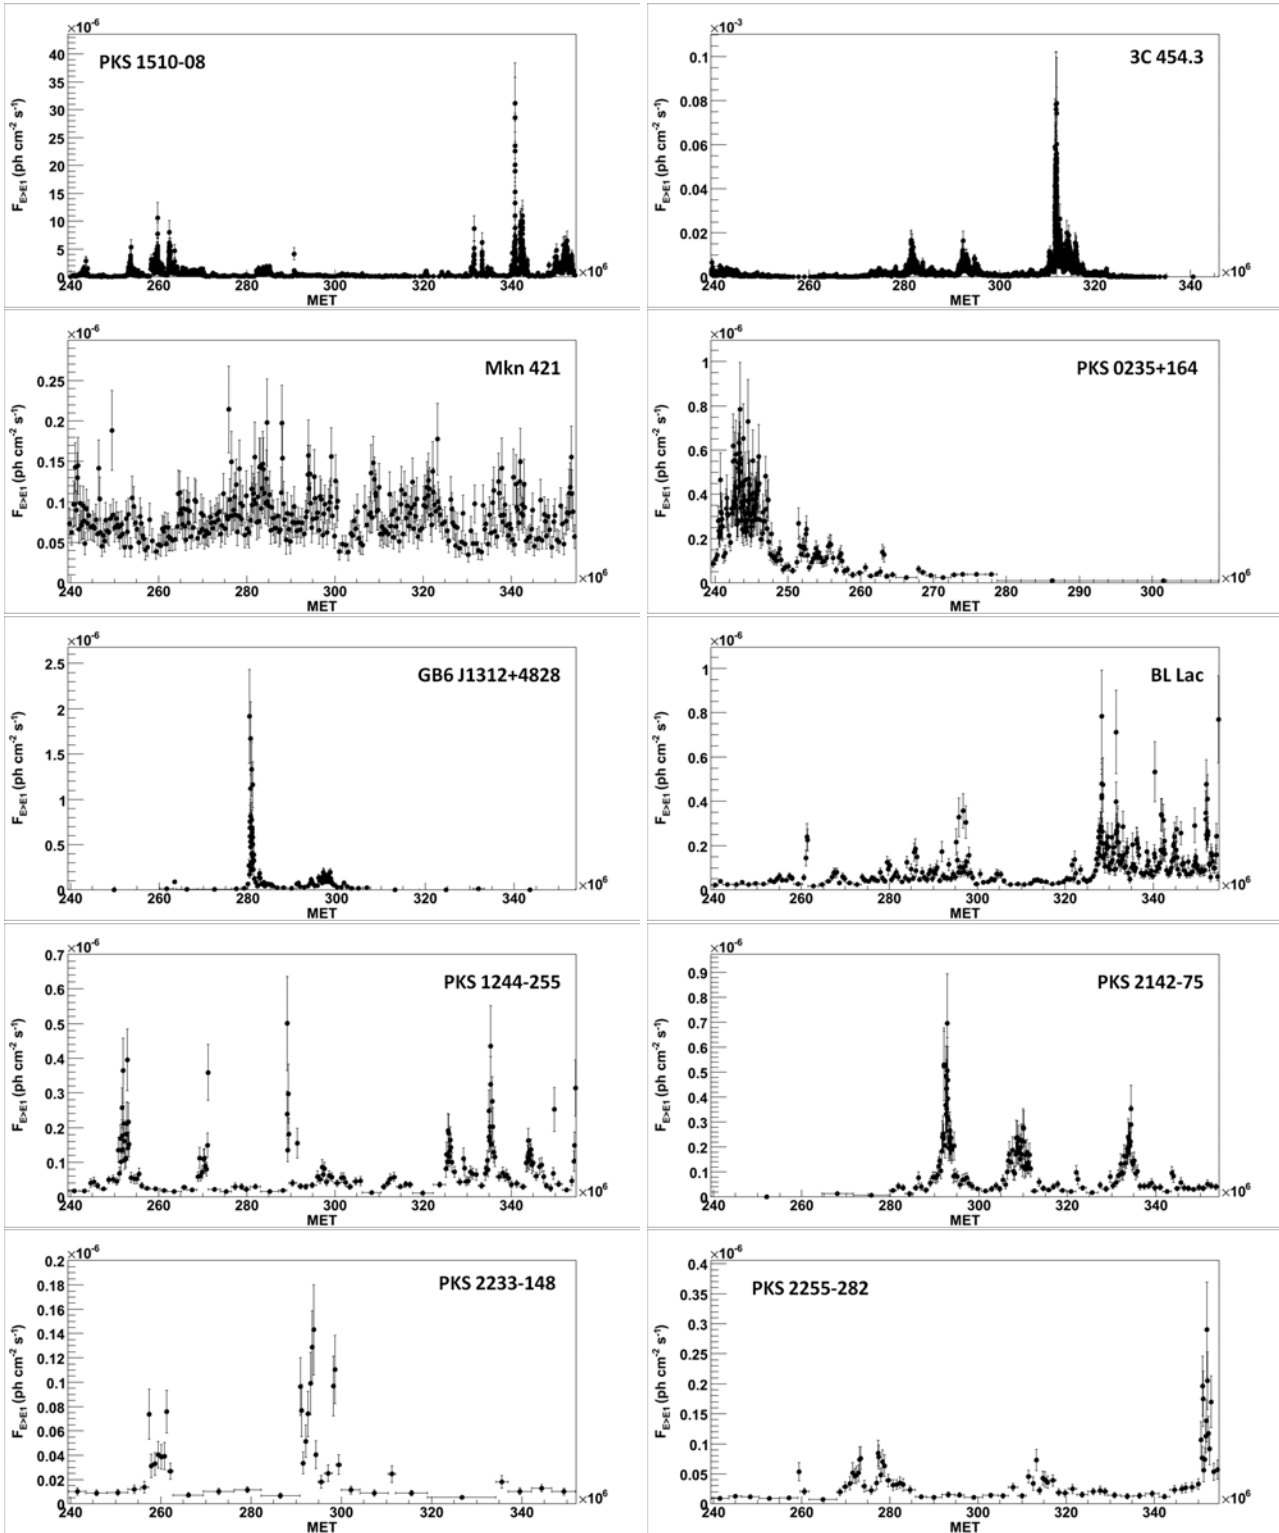 ×10⁻⁶
PKS 1510-08
F_E>E1 (ph cm⁻² s⁻¹)
40
35
30
25
20
15
10
5
0
240 260 280 300 320 340 ×10⁶
MET
×10⁻³
3C 454.3
F_E>E1 (ph cm⁻² s⁻¹)
0.1
0.08
0.06
0.04
0.02
0
240 260 280 300 320 340 ×10⁶
MET
×10⁻⁶
Mkn 421
F_E>E1 (ph cm⁻² s⁻¹)
0.25
0.2
0.15
0.1
0.05
0
240 260 280 300 320 340 ×10⁶
MET
×10⁻⁶
PKS 0235+164
F_E>E1 (ph cm⁻² s⁻¹)
1
0.8
0.6
0.4
0.2
0
240 250 260 270 280 290 300 ×10⁶
MET
×10⁻⁶
GB6 J1312+4828
F_E>E1 (ph cm⁻² s⁻¹)
2.5
2
1.5
1
0.5
0
240 260 280 300 320 340 ×10⁶
MET
×10⁻⁶
BL Lac
F_E>E1 (ph cm⁻² s⁻¹)
1
0.8
0.6
0.4
0.2
0
240 260 280 300 320 340 ×10⁶
MET
×10⁻⁶
PKS 1244-255
F_E>E1 (ph cm⁻² s⁻¹)
0.7
0.6
0.5
0.4
0.3
0.2
0.1
0
240 260 280 300 320 340 ×10⁶
MET
×10⁻⁶
PKS 2142-75
F_E>E1 (ph cm⁻² s⁻¹)
0.9
0.8
0.7
0.6
0.5
0.4
0.3
0.2
0.1
0
240 260 280 300 320 340 ×10⁶
MET
×10⁻⁶
PKS 2233-148
F_E>E1 (ph cm⁻² s⁻¹)
0.2
0.18
0.16
0.14
0.12
0.1
0.08
0.06
0.04
0.02
0
240 260 280 300 320 340 ×10⁶
MET
×10⁻⁶
PKS 2255-282
F_E>E1 (ph cm⁻² s⁻¹)
0.4
0.35
0.3
0.25
0.2
0.15
0.1
0.05
0
240 260 280 300 320 340 ×10⁶
MET